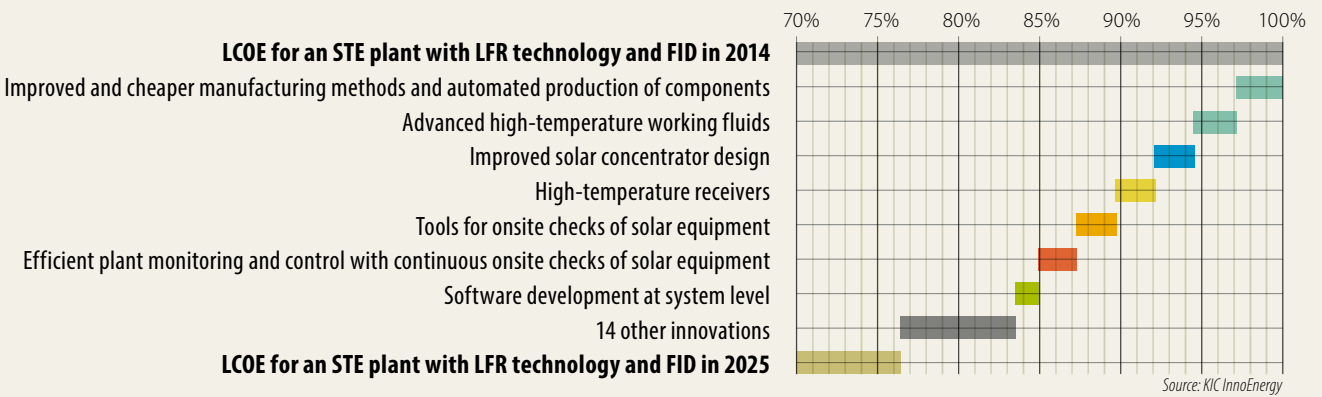 70% 75% 80% 85% 90% 95% 100%
LCOE for an STE plant with LFR technology and FID in 2014
Improved and cheaper manufacturing methods and automated production of components
Advanced high-temperature working fluids
Improved solar concentrator design
High-temperature receivers
Tools for onsite checks of solar equipment
Efficient plant monitoring and control with continuous onsite checks of solar equipment
Software development at system level
14 other innovations
LCOE for an STE plant with LFR technology and FID in 2025
Source: KIC InnoEnergy